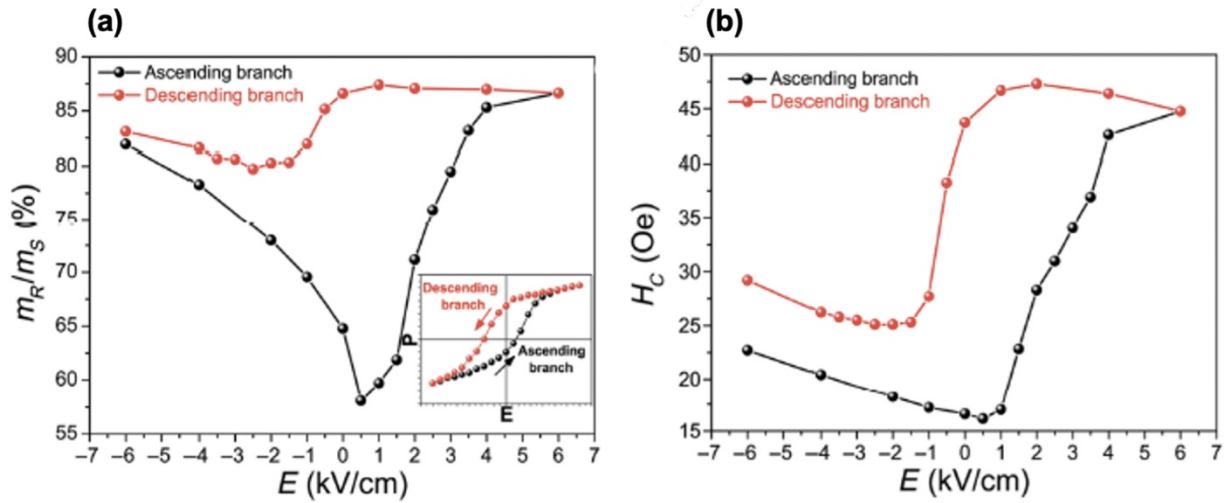 (a)
90
85
80
75
70
65
60
55
m_R/m_S (%)
Ascending branch
Descending branch
Descending
branch
P
Ascending
branch
E
–7 –6 –5 –4 –3 –2 –1 0 1 2 3 4 5 6 7
E (kV/cm)
(b)
50
45
40
35
30
25
20
15
H_C (Oe)
Ascending branch
Descending branch
–7 –6 –5 –4 –3 –2 –1 0 1 2 3 4 5 6 7
E (kV/cm)